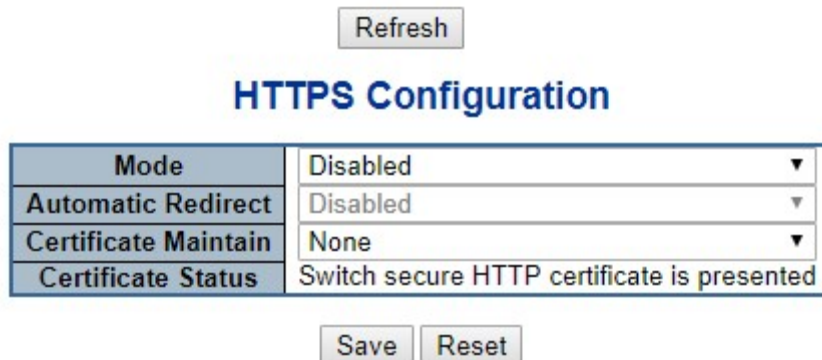 Refresh
HTTPS Configuration
Mode Disabled
Automatic Redirect Disabled
Certificate Maintain None
Certificate Status Switch secure HTTP certificate is presented
Save Reset